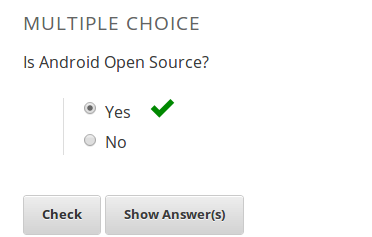 MULTIPLE CHOICE
Is Android Open Source?
Yes
No
Check Show Answer(s)